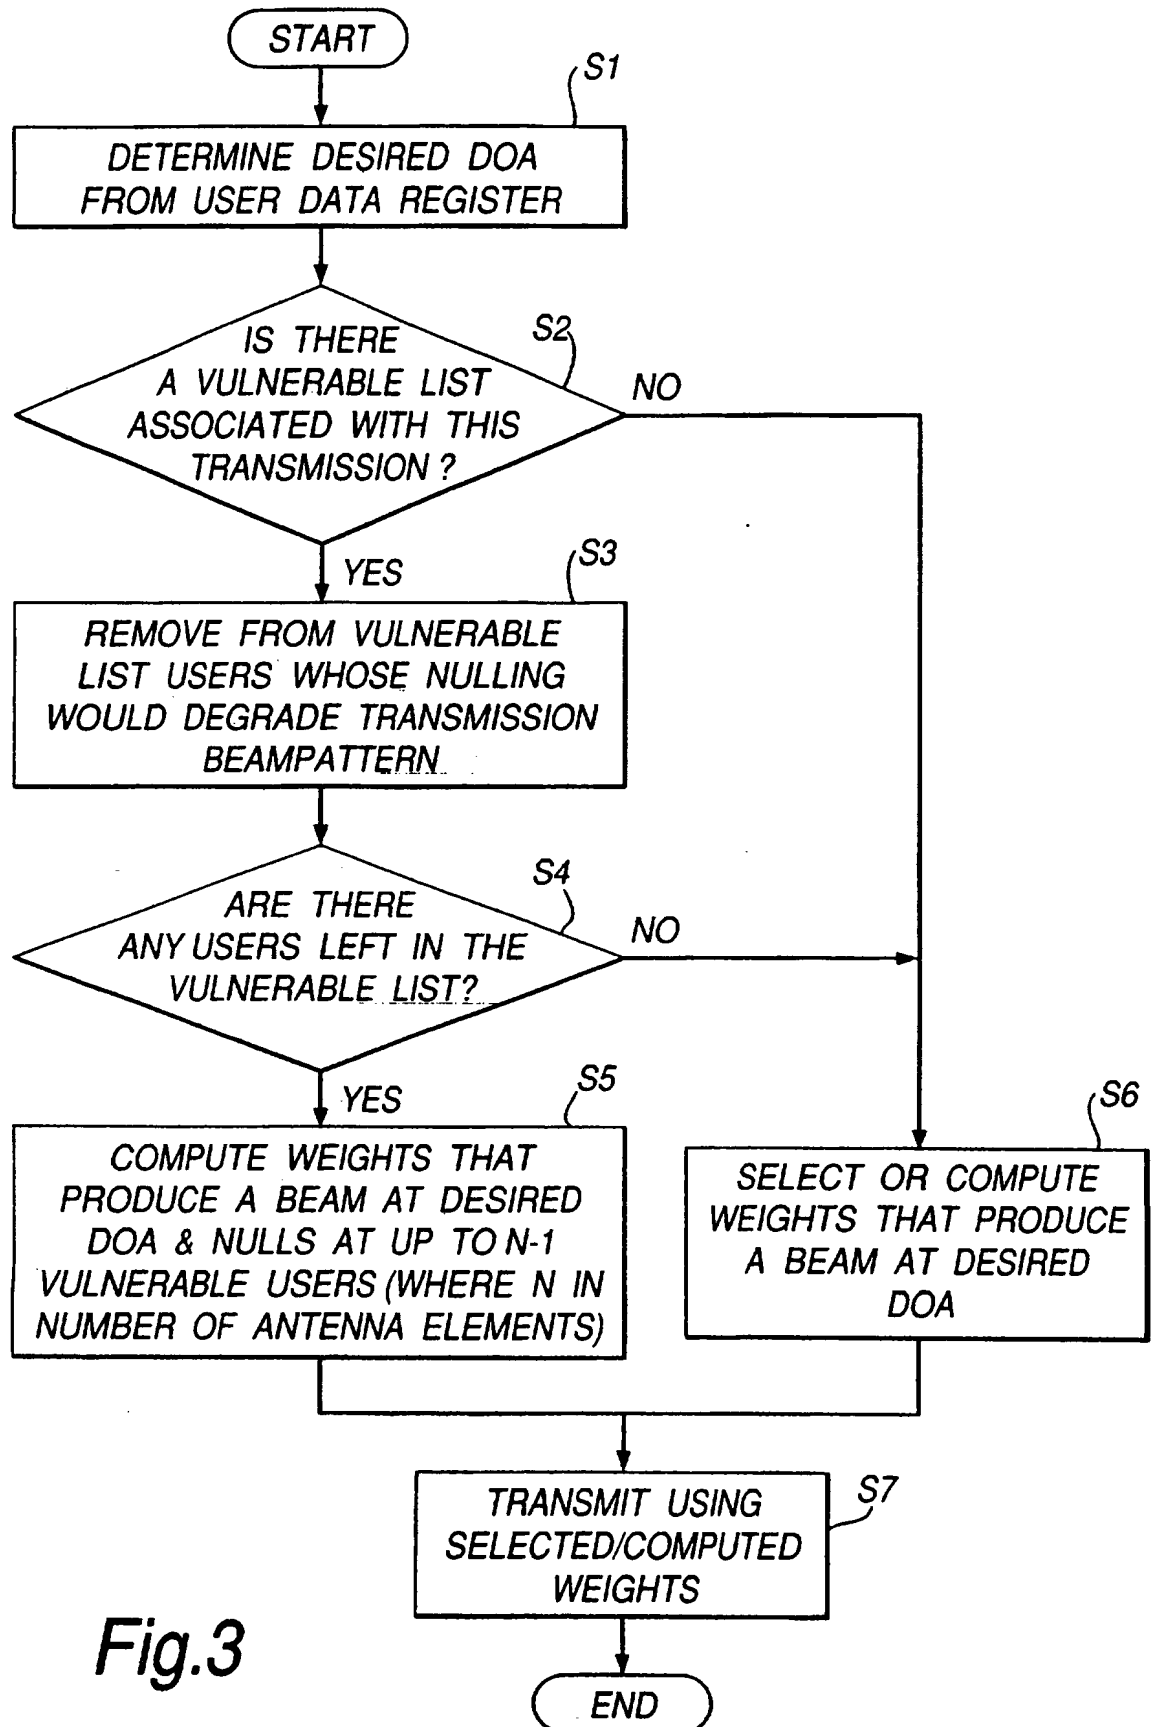 START
S1
DETERMINE DESIRED DOA
FROM USER DATA REGISTER
S2
IS THERE
A VULNERABLE LIST
ASSOCIATED WITH THIS
TRANSMISSION ?
NO
YES
S3
REMOVE FROM VULNERABLE
LIST USERS WHOSE NULLING
WOULD DEGRADE TRANSMISSION
BEAMPATTERN
S4
ARE THERE
ANY USERS LEFT IN THE
VULNERABLE LIST?
NO
YES
S5
COMPUTE WEIGHTS THAT
PRODUCE A BEAM AT DESIRED
DOA & NULLS AT UP TO N-1
VULNERABLE USERS (WHERE N IN
NUMBER OF ANTENNA ELEMENTS)
S6
SELECT OR COMPUTE
WEIGHTS THAT PRODUCE
A BEAM AT DESIRED
DOA
S7
TRANSMIT USING
SELECTED/COMPUTED
WEIGHTS
END
Fig.3